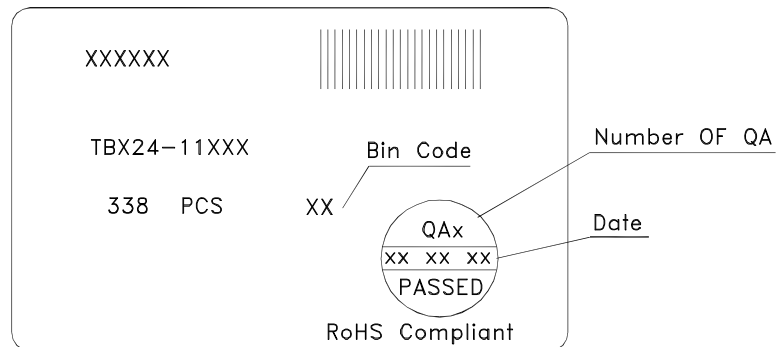 XXXXXX
TBX24-11XXX
Bin Code
Number OF QA
338 PCS
XX
QAx
Date
XX XX XX
PASSED
RoHS Compliant